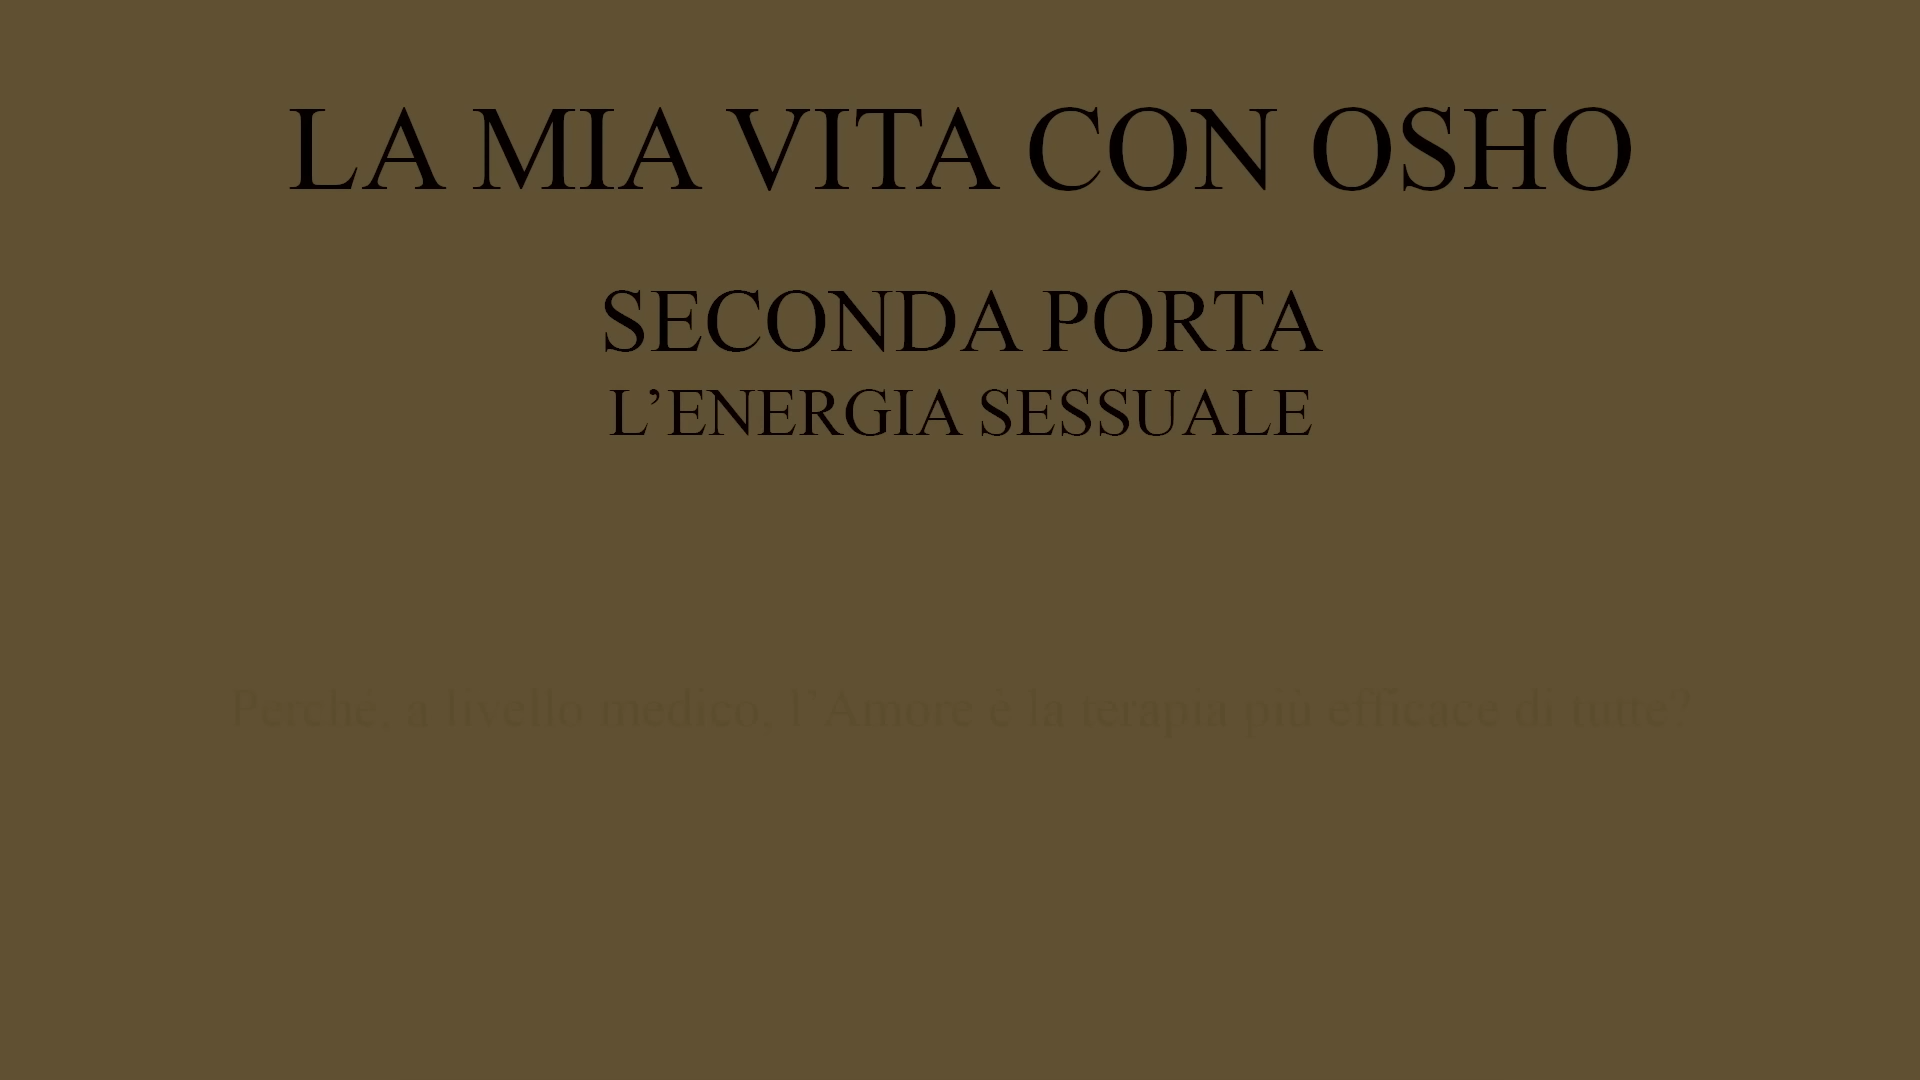 LA MIA VITA CON OSHO
SECONDA PORTA
L’ENERGIA SESSUALE
Perché, a livello medico, l’Amore è la terapia più efficace di tutte?